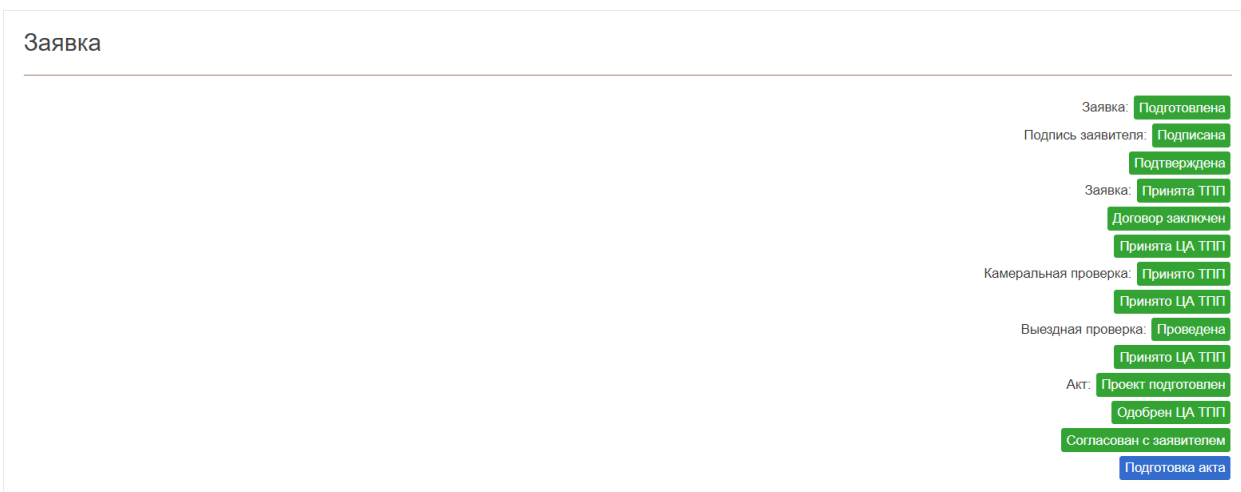 Заявка
Заявка: Подготовлена
Подпись заявителя: Подписана
Подтверждена
Заявка: Принята ТПП
Договор заключен
Принята ЦА ТПП
Камеральная проверка: Принято ТПП
Принято ЦА ТПП
Выездная проверка: Проведена
Принято ЦА ТПП
Акт: Проект подготовлен
Одобрен ЦА ТПП
Согласован с заявителем
Подготовка акта